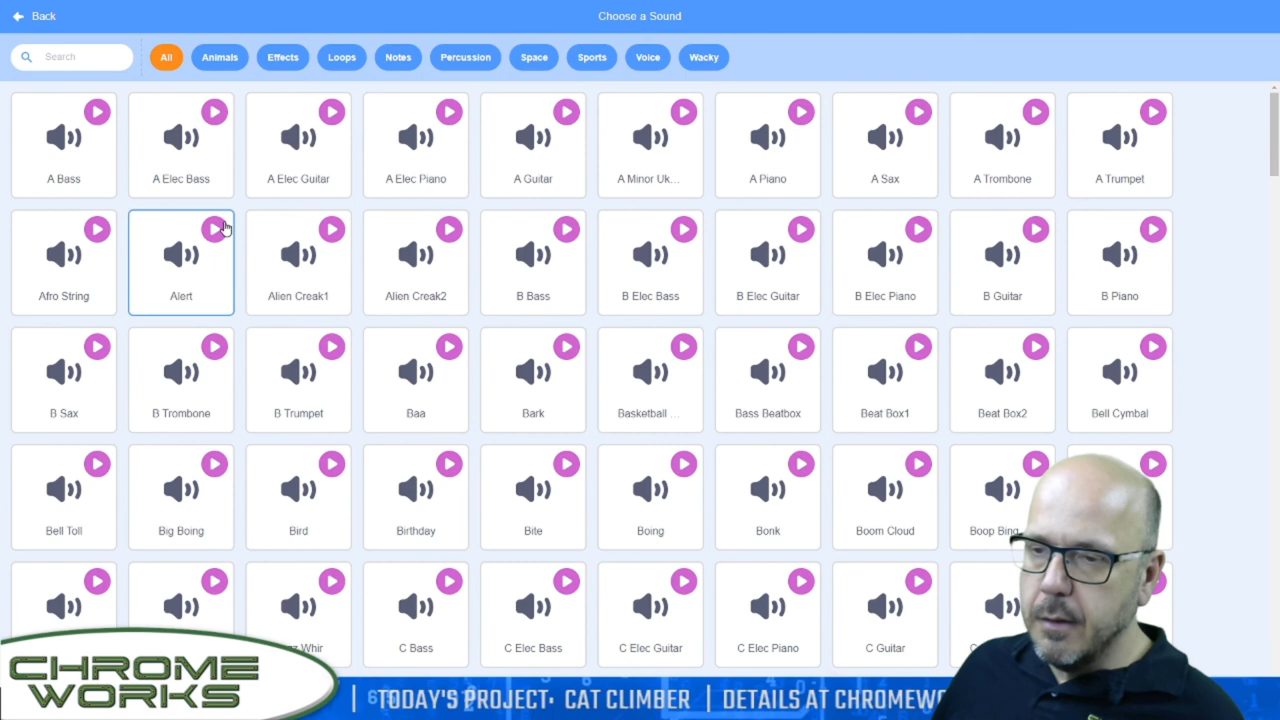 Back
Choose a Sound
Search
All
Animals
Effects
Loops
Notes
Percussion
Space
Sports
Voice
Wacky
A Bass
A Elec Bass
A Elec Guitar
A Elec Piano
A Guitar
A Minor Uk...
A Piano
A Sax
A Trombone
A Trumpet
Afro String
Alert
Alien Creak1
Alien Creak2
B Bass
B Elec Bass
B Elec Guitar
B Elec Piano
B Guitar
B Piano
B Sax
B Trombone
B Trumpet
Baa
Bark
Basketball ...
Bass Beatbox
Beat Box1
Beat Box2
Bell Cymbal
Bell Toll
Big Boing
Bird
Birthday
Bite
Boing
Bonk
Boom Cloud
Boop Bing
Whir
C Bass
C Elec Bass
C Elec Guitar
C Elec Piano
C Guitar
CHROME
WORKS
| TODAY'S PROJECT: CAT CLIMBER | DETAILS AT CHROMEWO